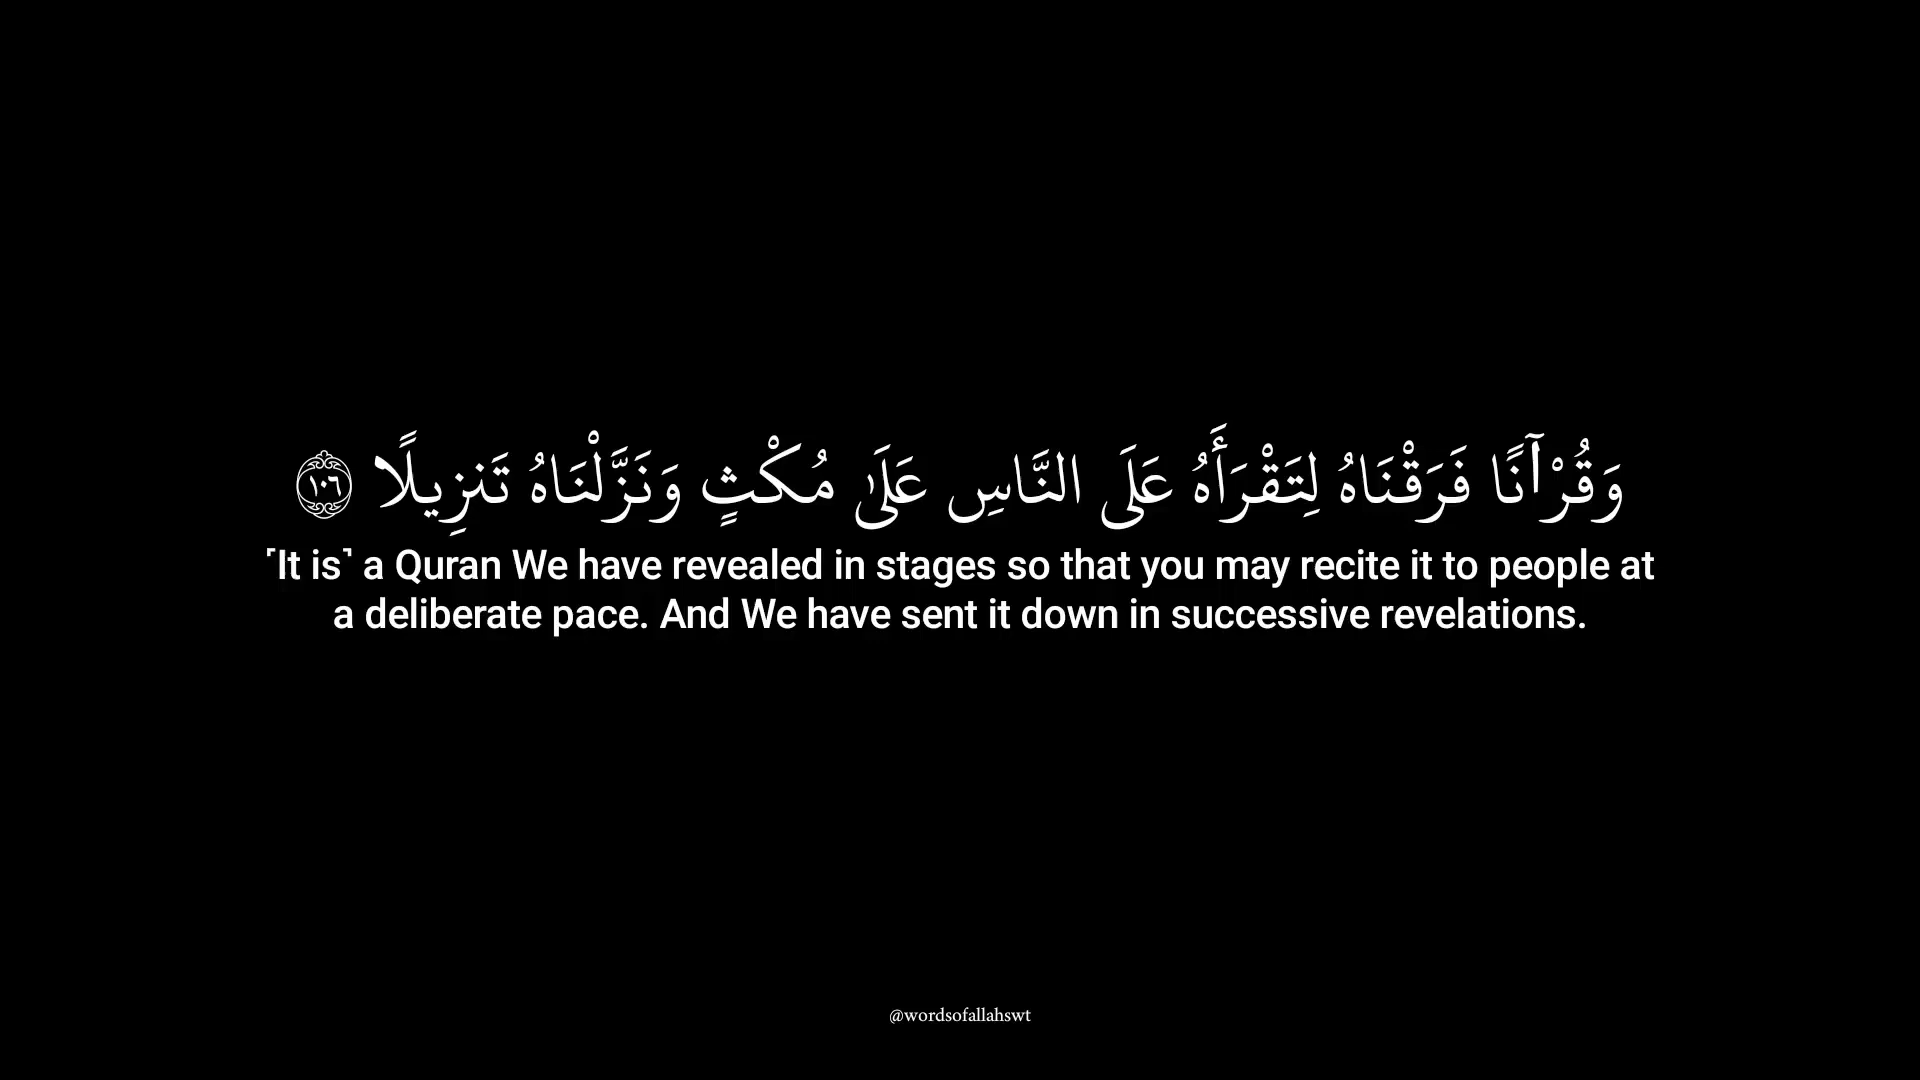 وَقُرْآنًا فَرَقْنَاهُ لِتَقْرَأَهُ عَلَى النَّاسِ عَلَىٰ مُكْثٍ وَنَزَّلْنَاهُ تَنزِيلًا ١٠٦
˹It is˺ a Quran We have revealed in stages so that you may recite it to people at
a deliberate pace. And We have sent it down in successive revelations.
@wordsofallahswt